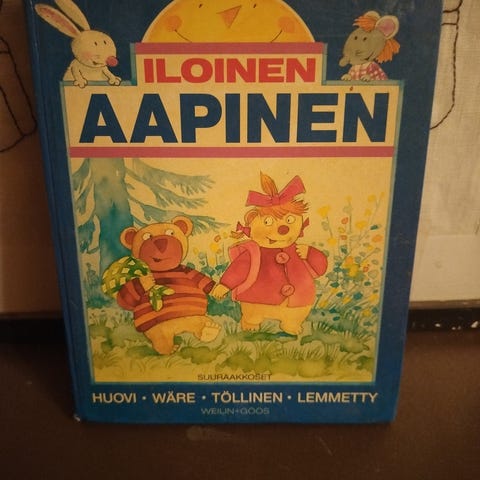 ILOINEN
AAPINEN
SUURAAKKOSET
HUOVI • WÄRE • TÖLLINEN • LEMMETTY
WEILIN+GÖÖS